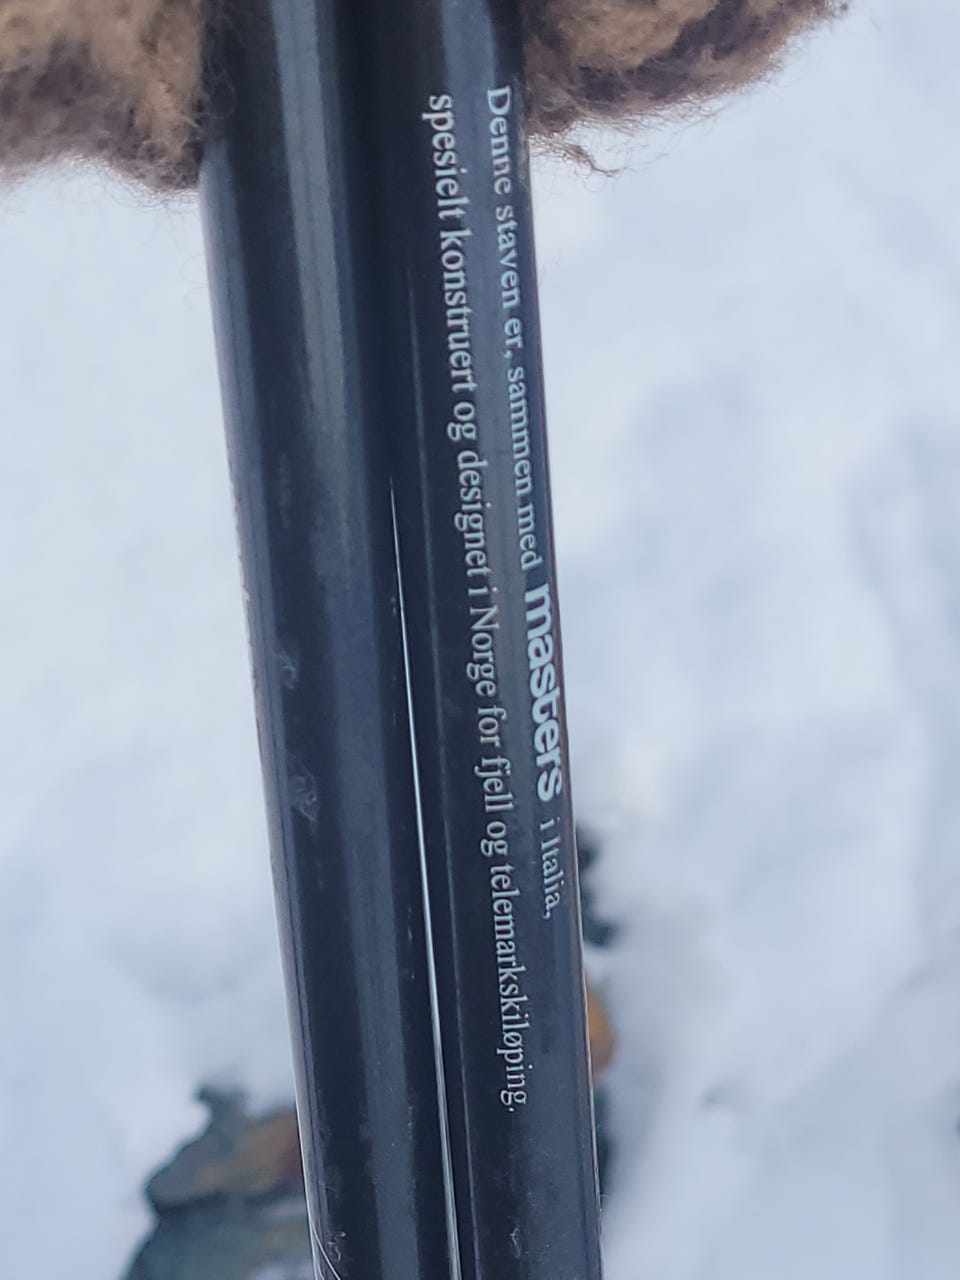 Denne staven er, sammen med masters i Italia,
spesielt konstruert og designet i Norge for fjell og telemarkskiløping.